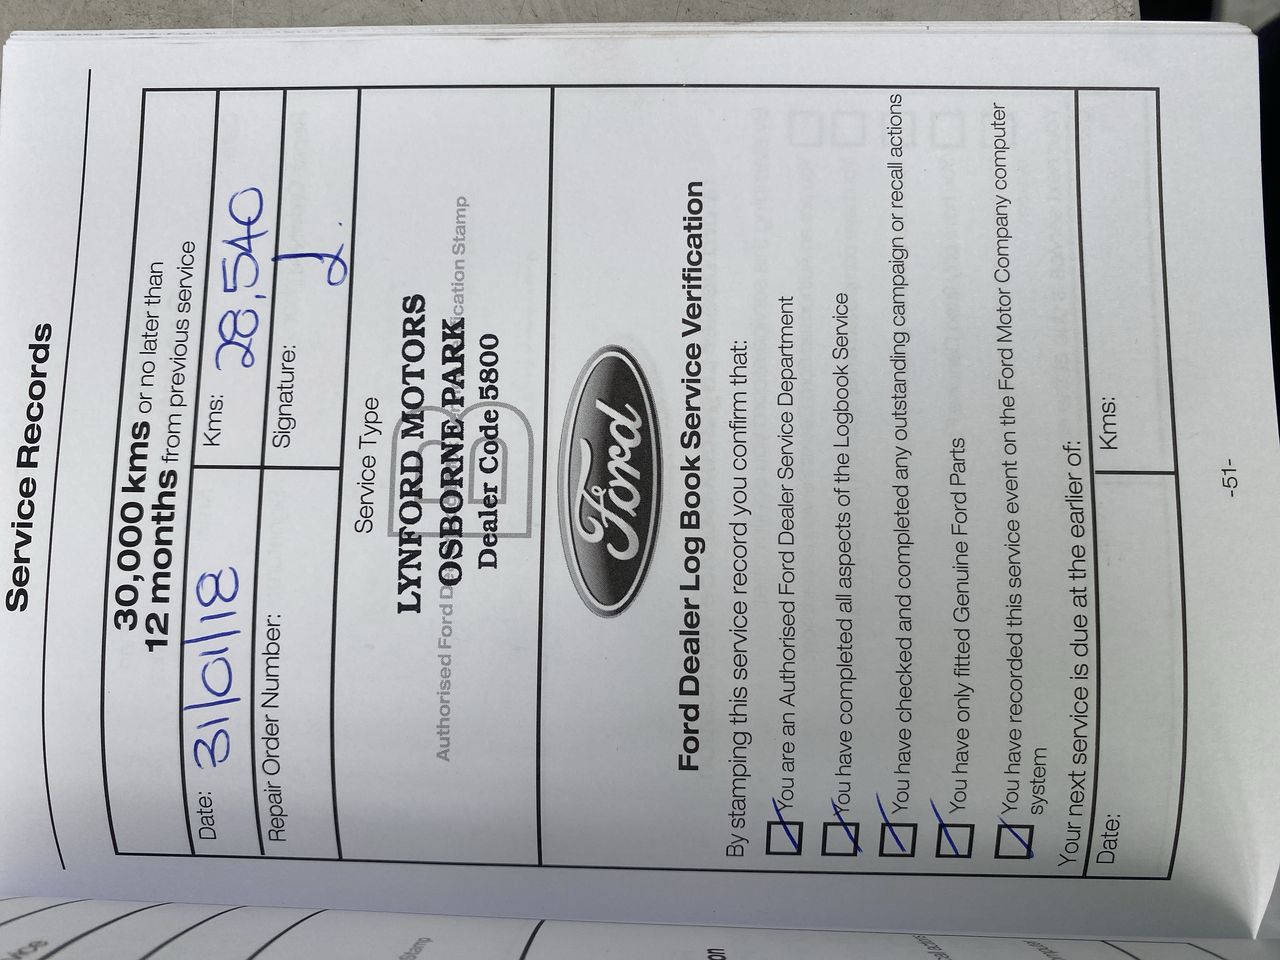 Service Records
30,000 kms or no later than
12 months from previous service
Date: 31/01/18 Kms: 28,540
Repair Order Number: Signature:
Service Type
B
LYNFORD MOTORS
OSBORNE PARK
Dealer Code 5800
Authorised Ford De ification Stamp
Ford
Ford Dealer Log Book Service Verification
By stamping this service record you confirm that:
You are an Authorised Ford Dealer Service Department
You have completed all aspects of the Logbook Service
You have checked and completed any outstanding campaign or recall actions
You have only fitted Genuine Ford Parts
You have recorded this service event on the Ford Motor Company computer
system
Your next service is due at the earlier of:
Date: Kms:
-51-
Stamp